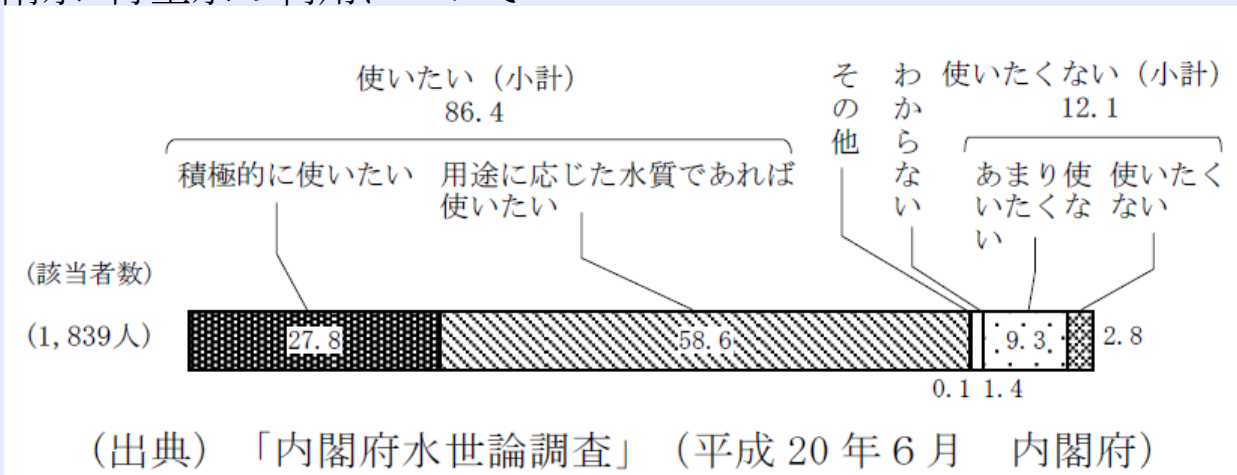 使いたい（小計）
86.4
その他
わからない
使いたくない（小計）
12.1
積極的に使いたい
用途に応じた水質であれば
使いたい
あまり使
いたくな
い
使いたく
ない
(該当者数)
(1,839人)
27.8
58.6
9.3
2.8
0.1 1.4
（出典）「内閣府水世論調査」（平成20年６月　内閣府）